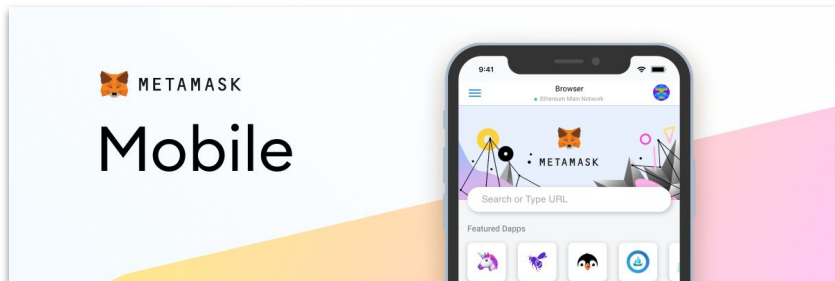 METAMASK
Mobile
9:41
Browser
Ethereum Main Network
METAMASK
Search or Type URL
Featured Dapps